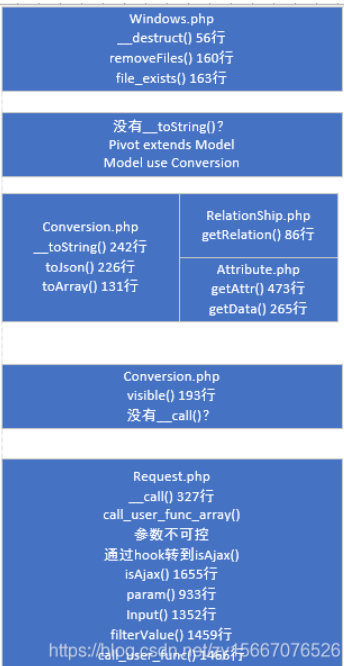 Windows.php
__destruct() 56行
removeFiles() 160行
file_exists() 163行
没有__toString()?
Pivot extends Model
Model use Conversion
Conversion.php
__toString() 242行
toJson() 226行
toArray() 131行
RelationShip.php
getRelation() 86行
Attribute.php
getAttr() 473行
getData() 265行
Conversion.php
visible() 193行
没有__call()?
Request.php
__call() 327行
call_user_func_array()
参数不可控
通过hook转到isAjax()
isAjax() 1655行
param() 933行
Input() 1352行
filterValue() 1459行
call_user_func() 1466行